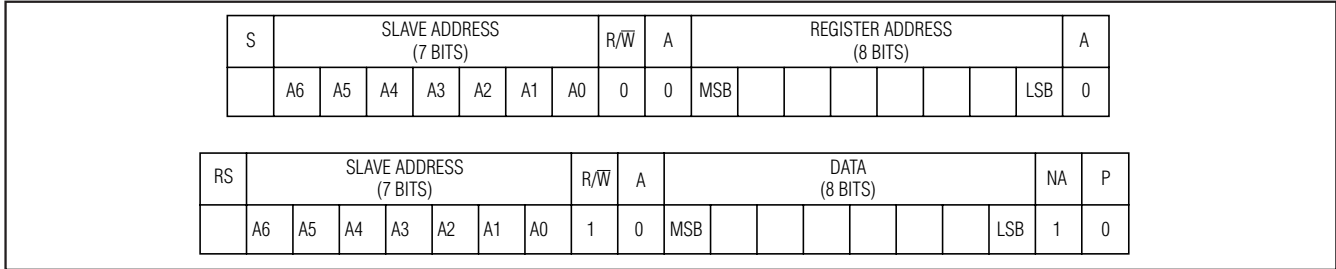 S SLAVE ADDRESS R/W̅ A REGISTER ADDRESS A
(7 BITS) (8 BITS)
A6 A5 A4 A3 A2 A1 A0 0 0 MSB LSB 0
RS SLAVE ADDRESS R/W̅ A DATA NA P
(7 BITS) (8 BITS)
A6 A5 A4 A3 A2 A1 A0 1 0 MSB LSB 1 0